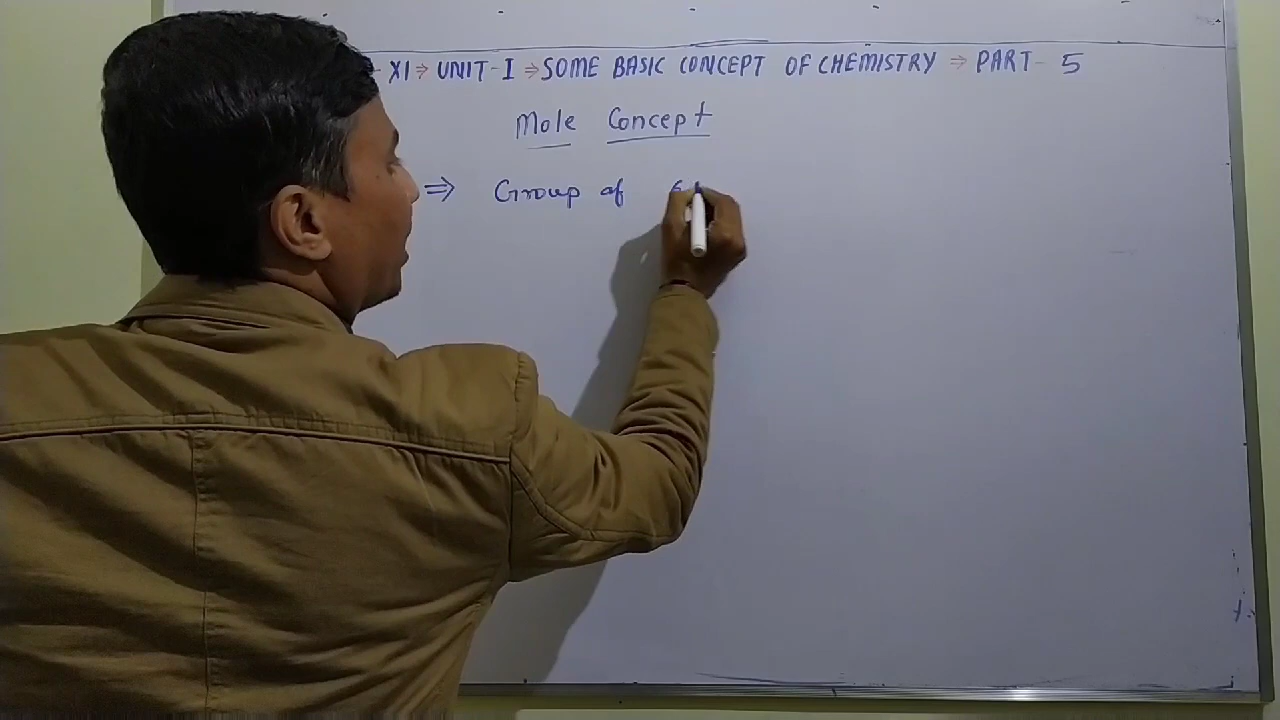 - XI ⇒ UNIT-I ⇒ SOME BASIC CONCEPT OF CHEMISTRY ⇒ PART- 5
Mole Concept
⇒ Group of